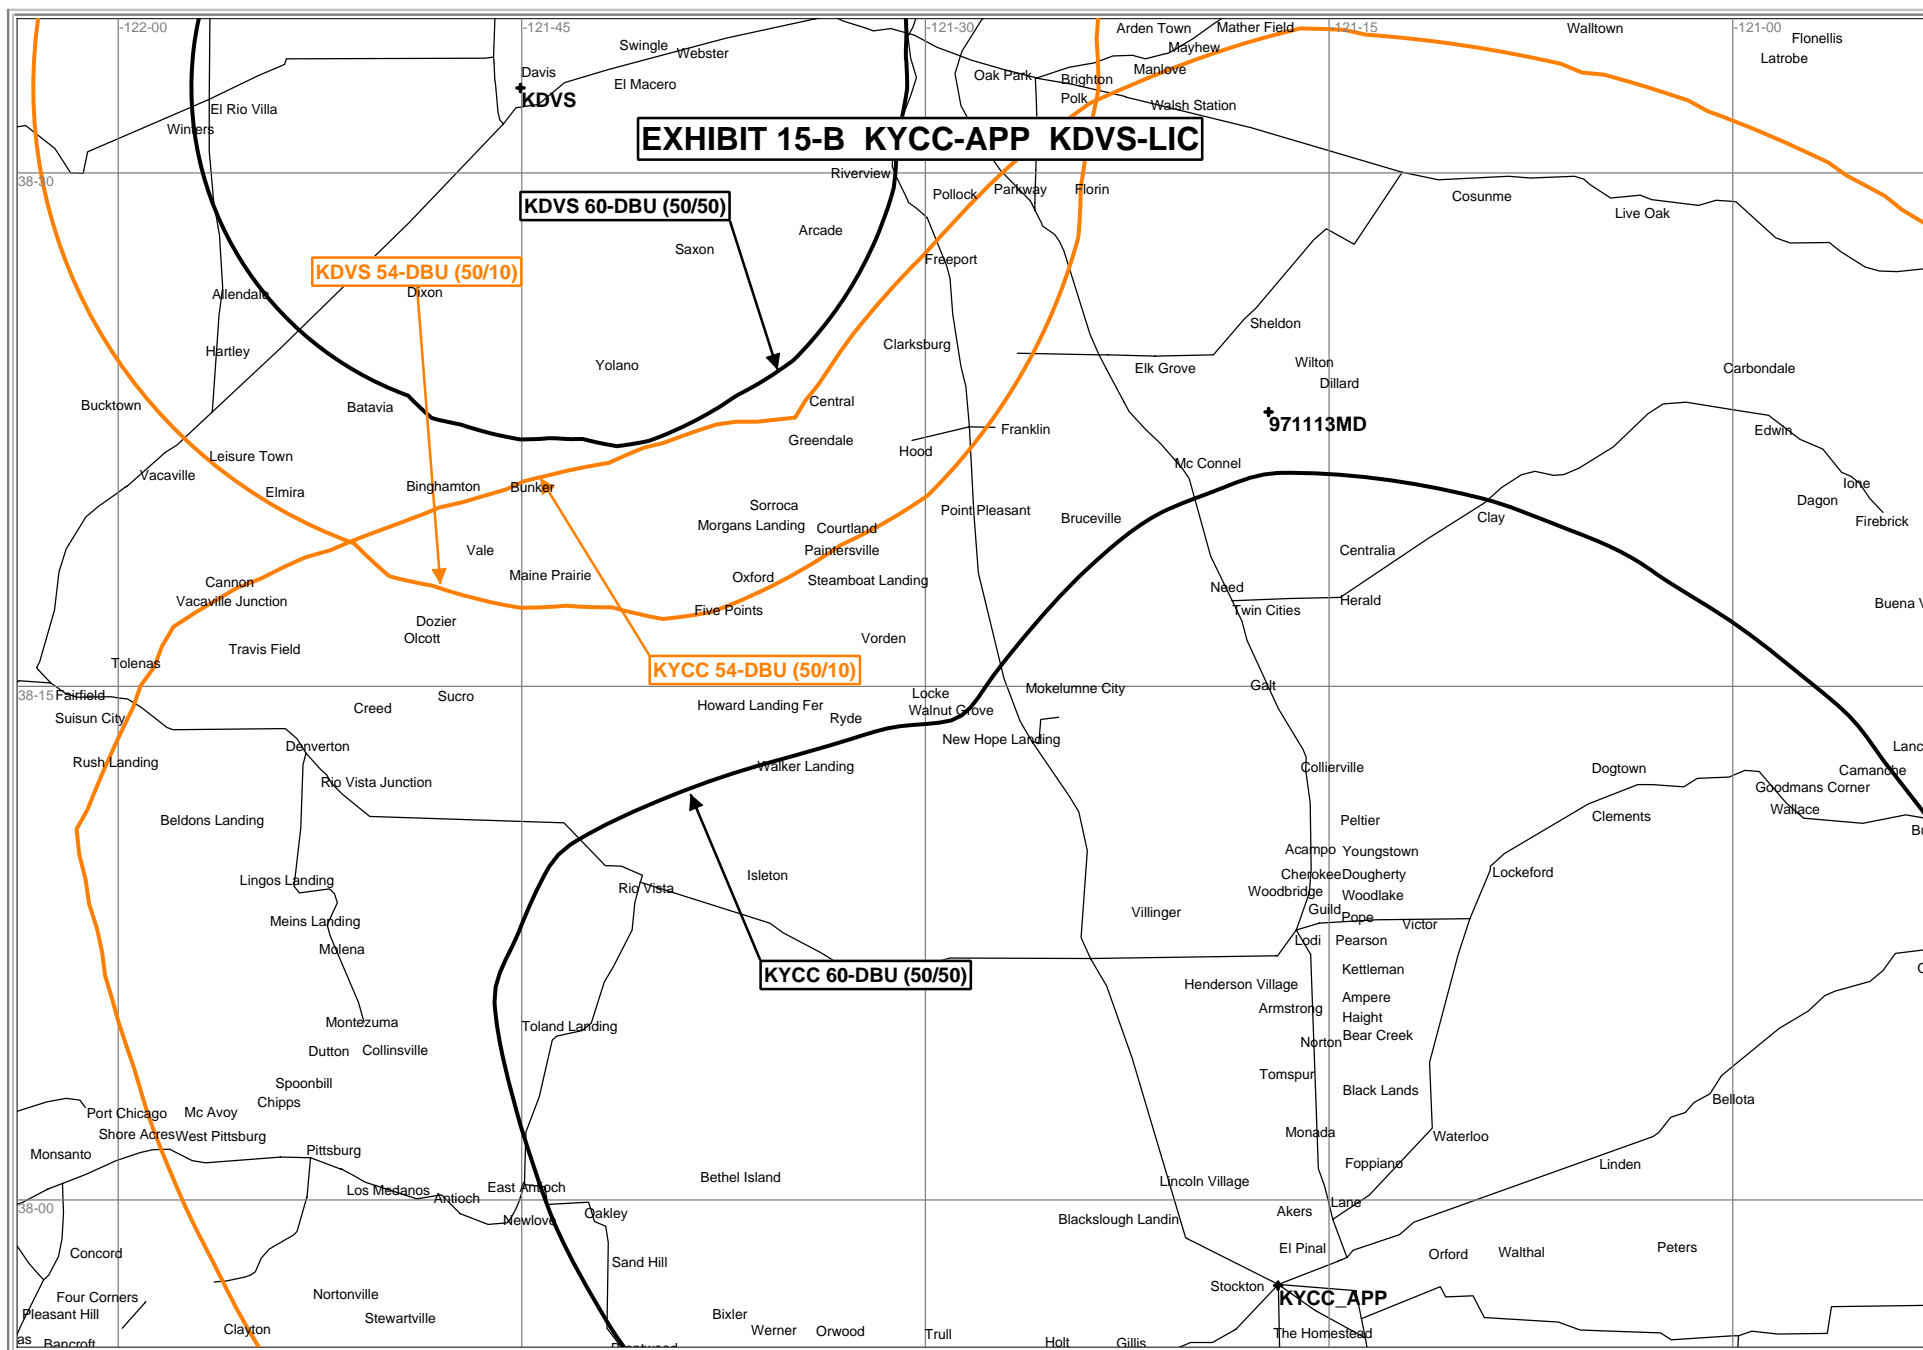 -122-00
-121-45
-121-30
-121-15
-121-00
Arden Town
Mather Field
Walltown
Flonellis
Swingle
Webster
Mayhew
Latrobe
Davis
El Macero
Oak Park
Brighton
Manlove
KDVS
Polk
Walsh Station
El Rio Villa
Winters
EXHIBIT 15-B KYCC-APP KDVS-LIC
38-30
Riverview
Pollock
Parkway
Florin
Cosunme
Live Oak
KDVS 60-DBU (50/50)
Arcade
Saxon
Freeport
KDVS 54-DBU (50/10)
Allendale
Dixon
Sheldon
Hartley
Clarksburg
Yolano
Elk Grove
Wilton
Dillard
Carbondale
Bucktown
Batavia
Central
971113MD
Greendale
Hood
Franklin
Edwin
Leisure Town
Vacaville
Mc Connel
Elmira
Binghamton
Bunker
Ione
Dagon
Sorroca
Point Pleasant
Bruceville
Clay
Firebrick
Morgans Landing
Courtland
Vale
Paintersville
Centralia
Cannon
Maine Prairie
Oxford
Steamboat Landing
Need
Vacaville Junction
Five Points
Twin Cities
Herald
Buena V
Dozier
Olcott
Travis Field
Vorden
Tolenas
KYCC 54-DBU (50/10)
38-15
Fairfield
Sucro
Locke
Mokelumne City
Galt
Suisun City
Creed
Howard Landing Fer
Ryde
Walnut Grove
Denverton
New Hope Landing
Lanc
Rush Landing
Rio Vista Junction
Walker Landing
Collierville
Dogtown
Camanche
Goodmans Corner
Beldons Landing
Peltier
Clements
Wallace
Bu
Acampo
Youngstown
Lingos Landing
Rio Vista
Isleton
Cherokee
Dougherty
Lockeford
Woodbridge
Woodlake
Meins Landing
Villinger
Guild
Pope
Victor
Molena
Lodi
Pearson
KYCC 60-DBU (50/50)
Kettleman
Henderson Village
Ampere
Armstrong
Haight
Montezuma
Toland Landing
Bear Creek
Norton
Dutton
Collinsville
Tomspur
Spoonbill
Black Lands
Chipps
Port Chicago
Mc Avoy
Bellota
Shore Acres
West Pittsburg
Monada
Waterloo
Monsanto
Pittsburg
Foppiano
Linden
Los Medanos
Antioch
East Antioch
Bethel Island
Lincoln Village
38-00
Newlove
Oakley
Blackslough Landin
Akers
Lane
Concord
Sand Hill
El Pinal
Orford
Walthal
Peters
Four Corners
Nortonville
Stockton
KYCC_APP
Pleasant Hill
Stewartville
Bixler
Clayton
Werner
Orwood
Trull
Holt
Gillis
The Homestead
as
Bancroft
Brentwood